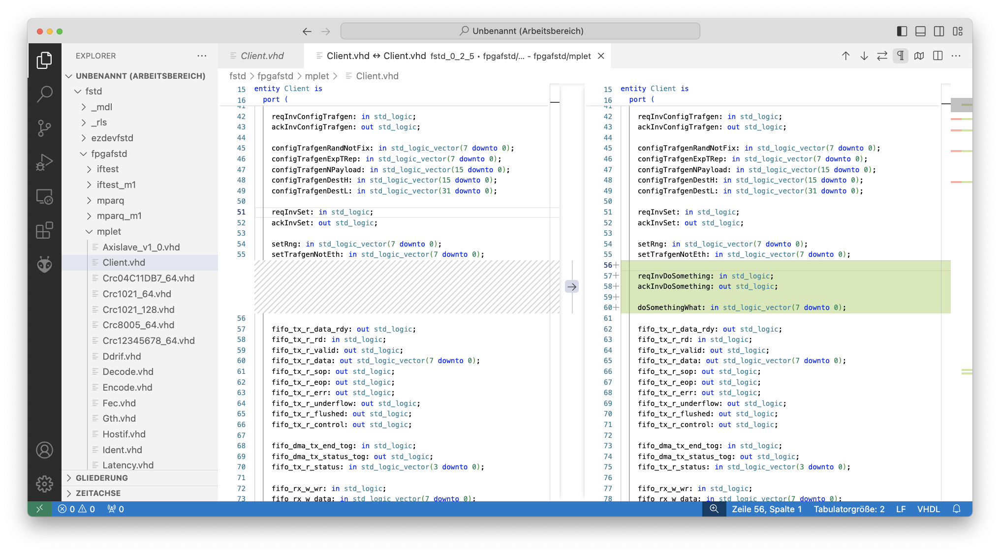 Unbenannt (Arbeitsbereich)
EXPLORER
UNBENANNT (ARBEITSBEREICH)
fstd
_mdl
_rls
ezdevfstd
fpgafstd
iftest
iftest_m1
mparq
mparq_m1
mplet
Axislave_v1_0.vhd
Client.vhd
Crc04C11DB7_64.vhd
Crc1021_64.vhd
Crc1021_128.vhd
Crc8005_64.vhd
Crc12345678_64.vhd
Ddrif.vhd
Decode.vhd
Encode.vhd
Fec.vhd
Gth.vhd
Hostif.vhd
Ident.vhd
Latency.vhd
GLIEDERUNG
ZEITACHSE
Client.vhd
Client.vhd ↔ Client.vhd fstd_0_2_5 • fpgafstd/... - fpgafstd/mplet
fstd > fpgafstd > mplet > Client.vhd
15 entity Client is
16 port (
41
42 reqInvConfigTrafgen: in std_logic;
43 ackInvConfigTrafgen: out std_logic;
44
45 configTrafgenRandNotFix: in std_logic_vector(7 downto 0);
46 configTrafgenExpTRep: in std_logic_vector(7 downto 0);
47 configTrafgenNPayload: in std_logic_vector(15 downto 0);
48 configTrafgenDestH: in std_logic_vector(15 downto 0);
49 configTrafgenDestL: in std_logic_vector(31 downto 0);
50
51 reqInvSet: in std_logic;
52 ackInvSet: out std_logic;
53
54 setRng: in std_logic_vector(7 downto 0);
55 setTrafgenNotEth: in std_logic_vector(7 downto 0);
56
57 fifo_tx_r_data_rdy: out std_logic;
58 fifo_tx_r_rd: in std_logic;
59 fifo_tx_r_valid: out std_logic;
60 fifo_tx_r_data: out std_logic_vector(7 downto 0);
61 fifo_tx_r_sop: out std_logic;
62 fifo_tx_r_eop: out std_logic;
63 fifo_tx_r_err: out std_logic;
64 fifo_tx_r_underflow: out std_logic;
65 fifo_tx_r_flushed: out std_logic;
66 fifo_tx_r_control: out std_logic;
67
68 fifo_dma_tx_end_tog: in std_logic;
69 fifo_dma_tx_status_tog: out std_logic;
70 fifo_tx_r_status: in std_logic_vector(3 downto 0);
71
72 fifo_rx_w_wr: in std_logic;
73 fifo_rx_w_data: in std_logic_vector(7 downto 0);
15 entity Client is
16 port (
41
42 reqInvConfigTrafgen: in std_logic;
43 ackInvConfigTrafgen: out std_logic;
44
45 configTrafgenRandNotFix: in std_logic_vector(7 downto 0);
46 configTrafgenExpTRep: in std_logic_vector(7 downto 0);
47 configTrafgenNPayload: in std_logic_vector(15 downto 0);
48 configTrafgenDestH: in std_logic_vector(15 downto 0);
49 configTrafgenDestL: in std_logic_vector(31 downto 0);
50
51 reqInvSet: in std_logic;
52 ackInvSet: out std_logic;
53
54 setRng: in std_logic_vector(7 downto 0);
55 setTrafgenNotEth: in std_logic_vector(7 downto 0);
56+
57+ reqInvDoSomething: in std_logic;
58+ ackInvDoSomething: out std_logic;
59+
60+ doSomethingWhat: in std_logic_vector(7 downto 0);
61
62 fifo_tx_r_data_rdy: out std_logic;
63 fifo_tx_r_rd: in std_logic;
64 fifo_tx_r_valid: out std_logic;
65 fifo_tx_r_data: out std_logic_vector(7 downto 0);
66 fifo_tx_r_sop: out std_logic;
67 fifo_tx_r_eop: out std_logic;
68 fifo_tx_r_err: out std_logic;
69 fifo_tx_r_underflow: out std_logic;
70 fifo_tx_r_flushed: out std_logic;
71 fifo_tx_r_control: out std_logic;
72
73 fifo_dma_tx_end_tog: in std_logic;
74 fifo_dma_tx_status_tog: out std_logic;
75 fifo_tx_r_status: in std_logic_vector(3 downto 0);
76
77 fifo_rx_w_wr: in std_logic;
78 fifo_rx_w_data: in std_logic_vector(7 downto 0);
0 0 0 Zeile 56, Spalte 1 Tabulatorgröße: 2 LF VHDL